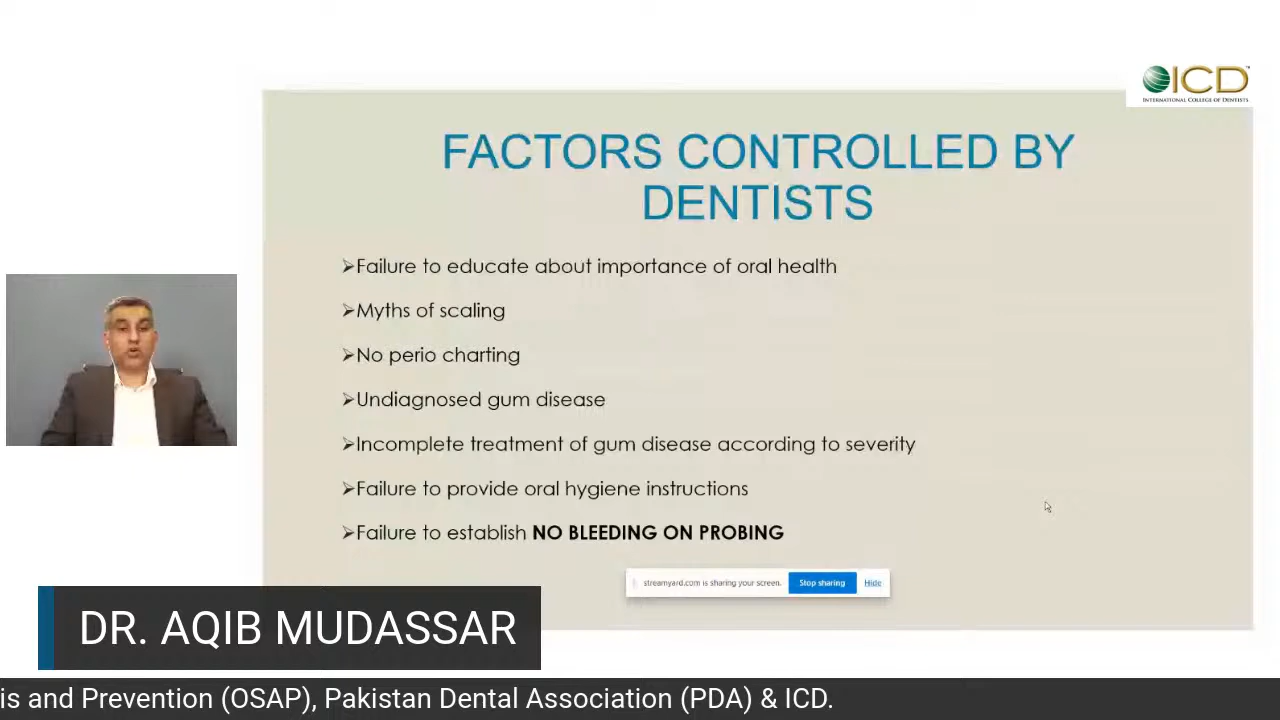 ICD
INTERNATIONAL COLLEGE OF DENTISTS
FACTORS CONTROLLED BY
DENTISTS
➢Failure to educate about importance of oral health
➢Myths of scaling
➢No perio charting
➢Undiagnosed gum disease
➢Incomplete treatment of gum disease according to severity
➢Failure to provide oral hygiene instructions
➢Failure to establish NO BLEEDING ON PROBING
streamyard.com is sharing your screen. Stop sharing Hide
DR. AQIB MUDASSAR
is and Prevention (OSAP), Pakistan Dental Association (PDA) & ICD.